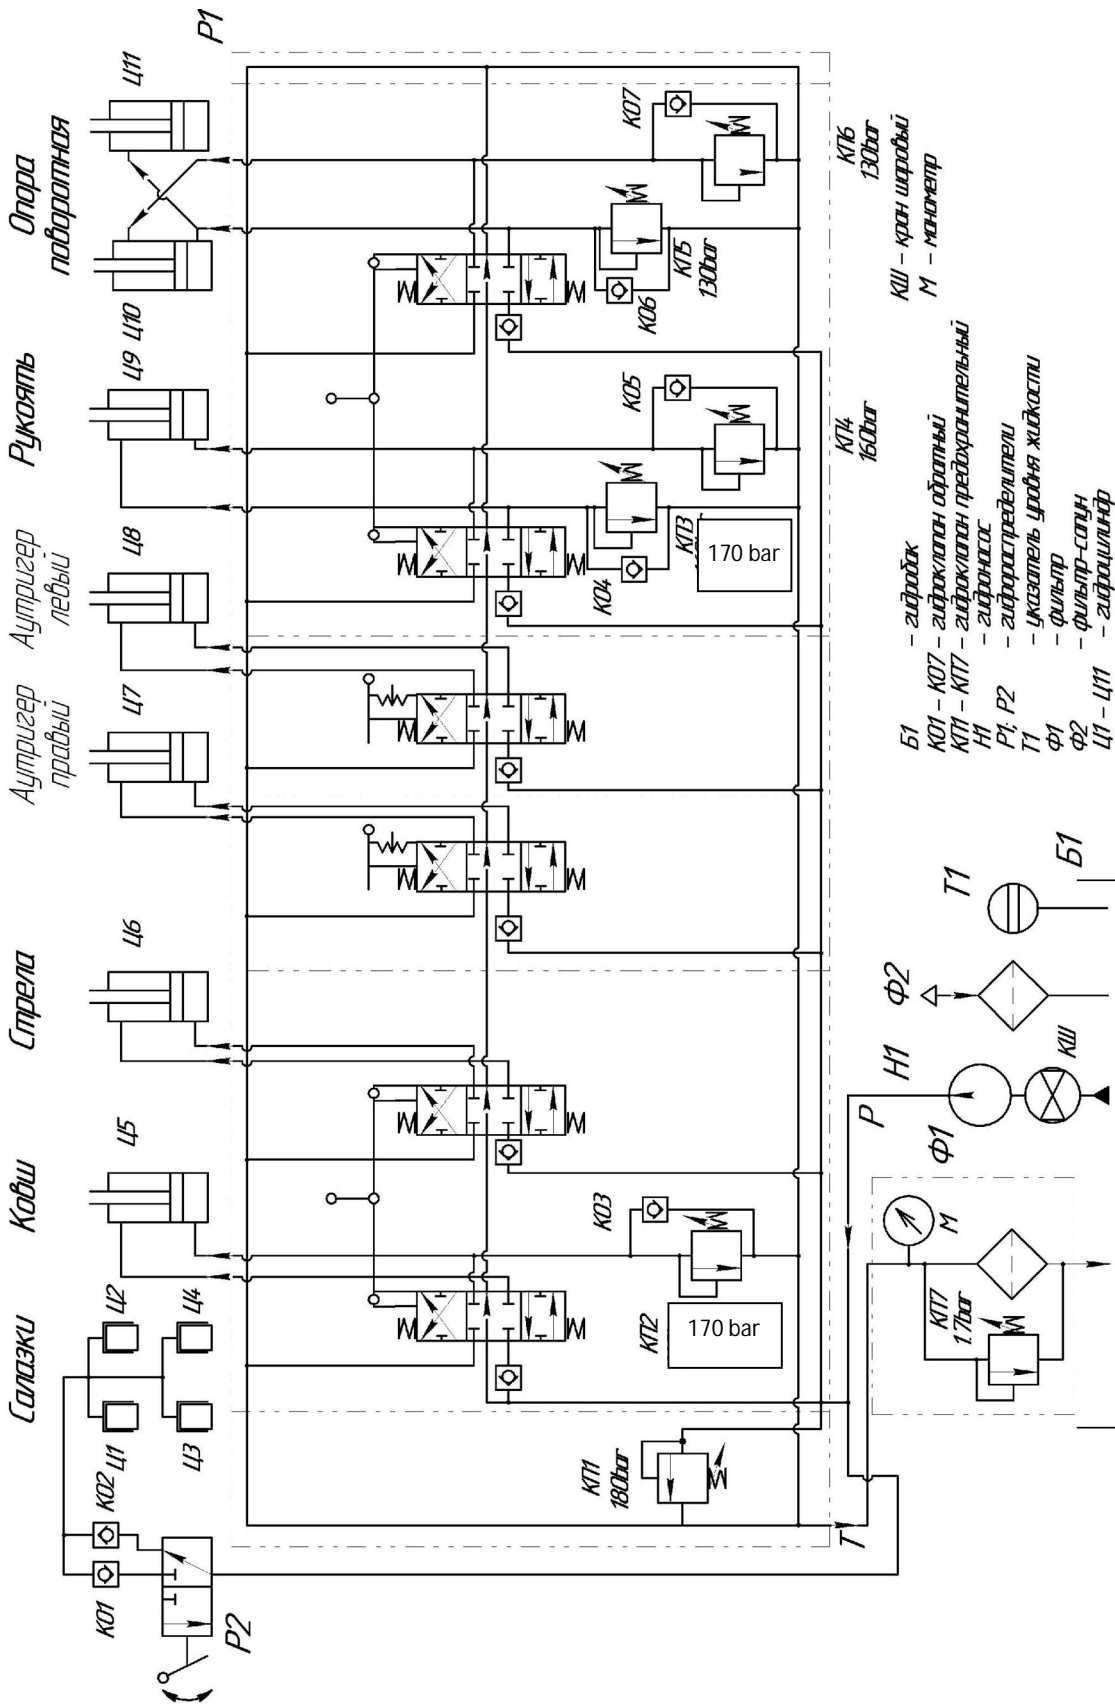 Салазки
Ковш
Стрела
Аутригер
правый
Аутригер
левый
Рукоять
Опора
поворотная
КО1
КО2
Ц1
Ц2
Ц3
Ц4
Ц5
Ц6
Ц7
Ц8
Ц9
Ц10
Ц11
Р1
Р2
КП1
180bar
КП2
170 bar
КО3
КО4
КП3
170 bar
КО5
КП4
160bar
КО6
КП5
130bar
КО7
КП6
130bar
Т
КП7
1.7bar
М
Ф1
Р
Н1
КШ
Ф2
Т1
Б1
Б1 – гидробак
КО1 – КО7 – гидроклапан обратный
КП1 – КП7 – гидроклапан предохранительный
Н1 – гидронасос
Р1; Р2 – гидрораспределители
Т1 – указатель уровня жидкости
Ф1 – фильтр
Ф2 – фильтр-сапун
Ц1 – Ц11 – гидроцилиндр
КШ – кран шаровый
М – манометр